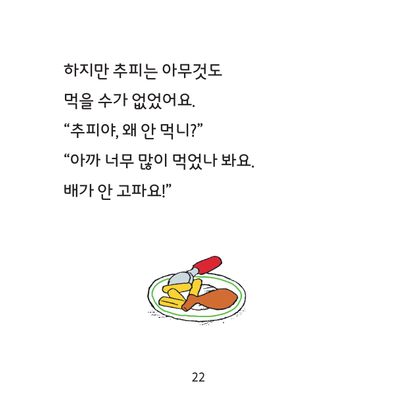 하지만 추피는 아무것도
먹을 수가 없었어요.
“추피야, 왜 안 먹니?”
“아까 너무 많이 먹었나 봐요.
배가 안 고파요!”
22